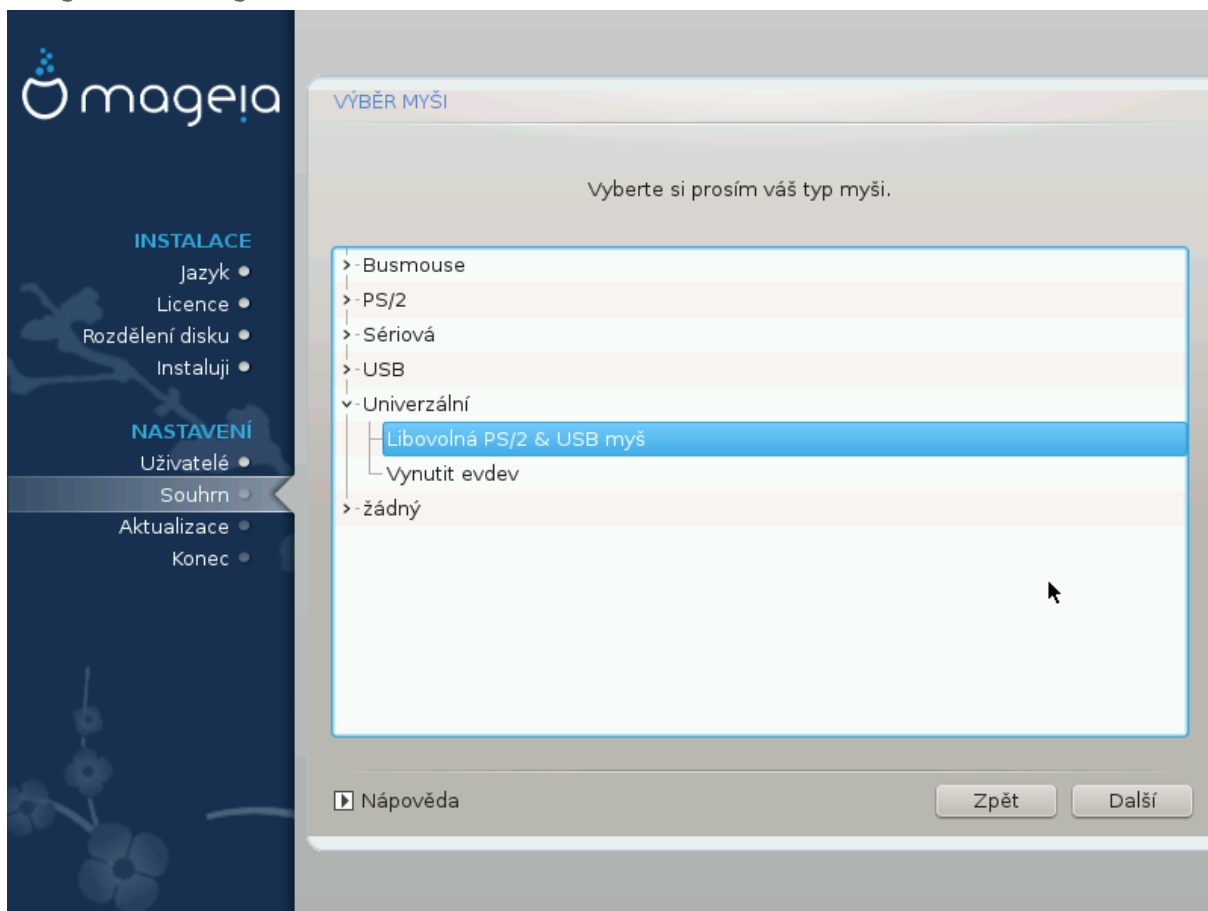 mageia
INSTALACE
Jazyk
Licence
Rozdělení disku
Instaluji
NASTAVENÍ
Uživatelé
Souhrn
Aktualizace
Konec
VÝBĚR MYŠI
Vyberte si prosím váš typ myši.
Busmouse
PS/2
Sériová
USB
Univerzální
Libovolná PS/2 & USB myš
Vynutit evdev
žádný
Nápověda
Zpět
Další